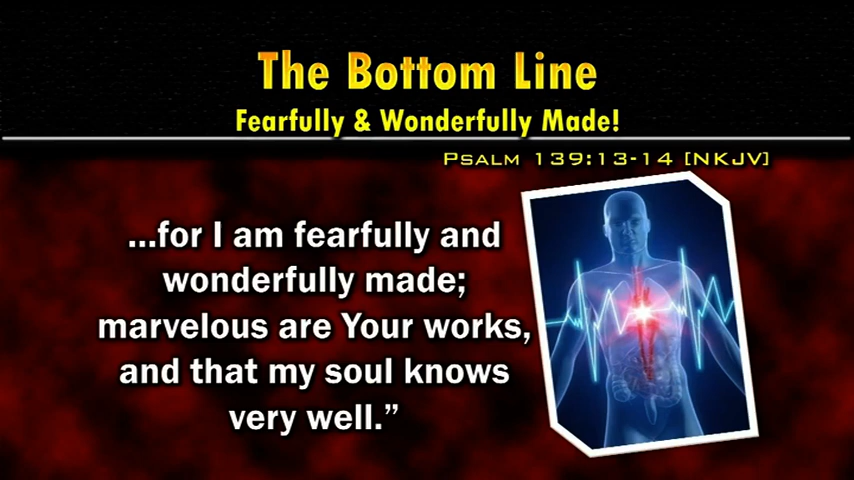 The Bottom Line
Fearfully & Wonderfully Made!
Psalm 139:13-14 [NKJV]
...for I am fearfully and
wonderfully made;
marvelous are Your works,
and that my soul knows
very well.”